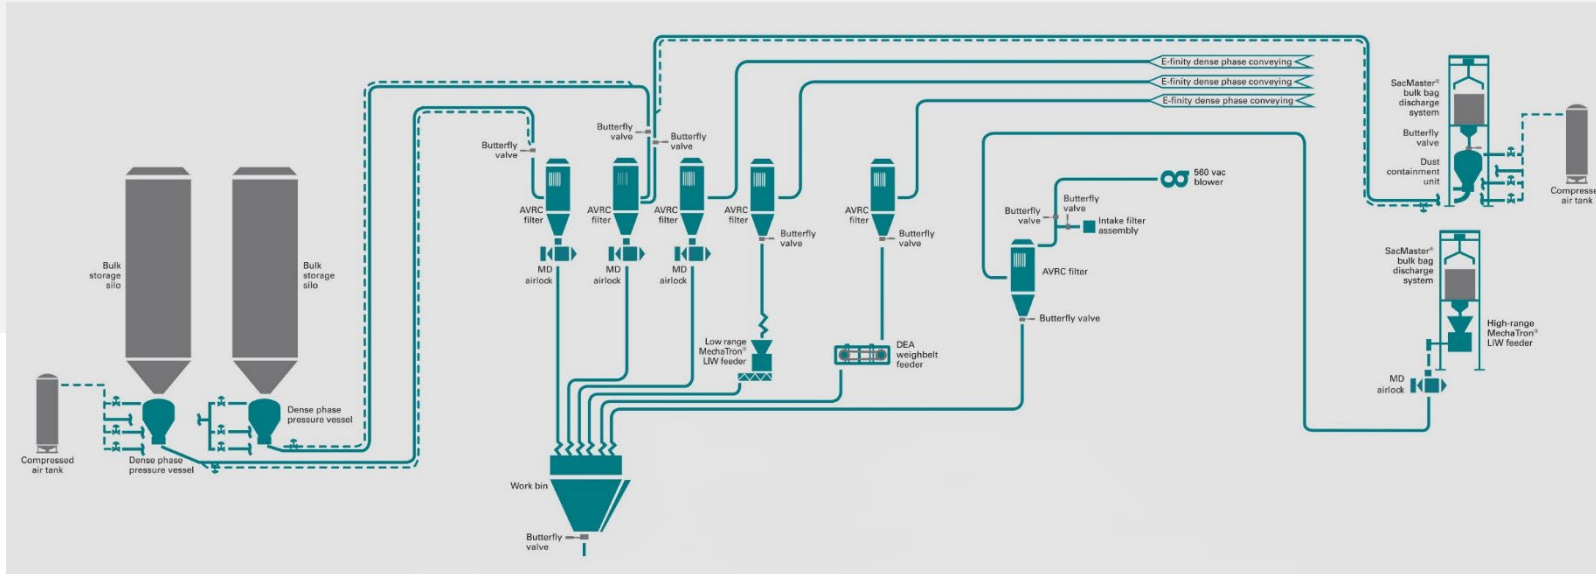 E-finity dense phase conveying
E-finity dense phase conveying
E-finity dense phase conveying
SacMaster®
bulk bag
discharge
system
Butterfly
valve
Dust
containment
unit
Compressed
air tank
Butterfly
valve
Butterfly
valve
Butterfly
valve
AVRC
filter
AVRC
filter
AVRC
filter
AVRC
filter
AVRC
filter
560 vac
blower
Butterfly
valve
Butterfly
valve
Intake filter
assembly
Butterfly
valve
Butterfly
valve
MD
airlock
MD
airlock
MD
airlock
AVRC filter
Butterfly valve
SacMaster®
bulk bag
discharge
system
High-range
MechaTron®
LIW feeder
MD
airlock
Bulk
storage
silo
Bulk
storage
silo
Low range
MechaTron®
LIW feeder
DEA
weighbelt
feeder
Dense phase
pressure vessel
Compressed
air tank
Dense phase
pressure vessel
Work bin
Butterfly
valve